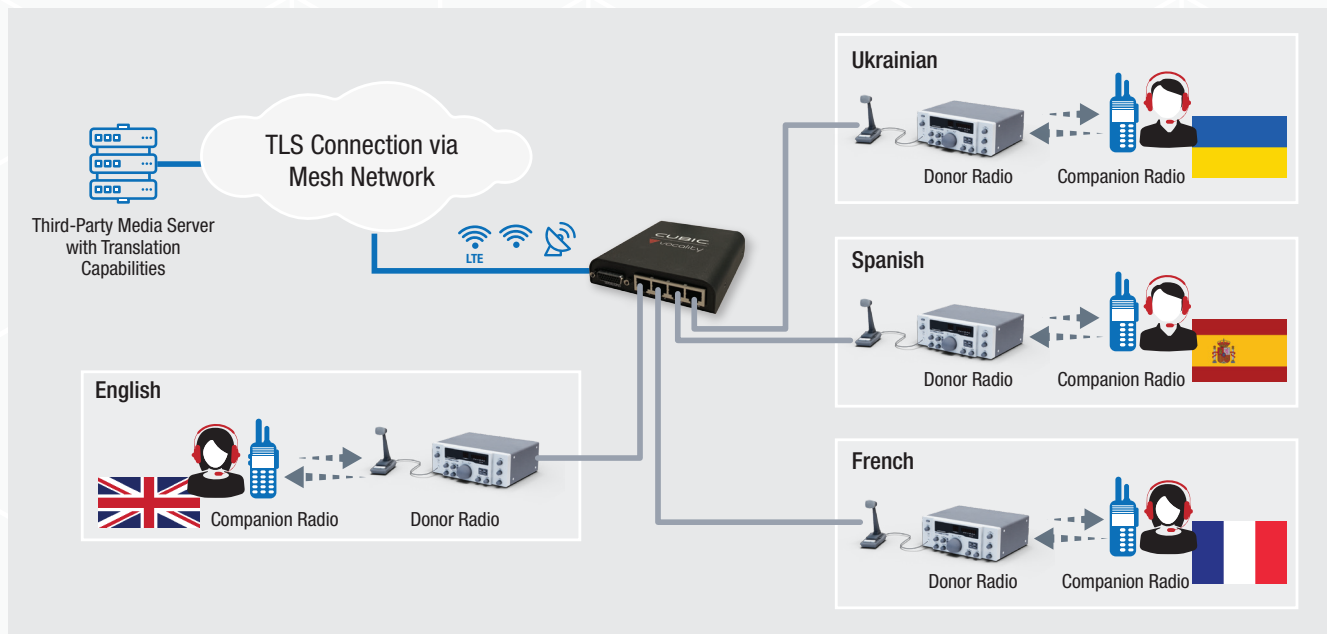 Third-Party Media Server
with Translation
Capabilities
TLS Connection via
Mesh Network
LTE
CUBIC
vocality
English
Companion Radio
Donor Radio
Ukrainian
Donor Radio
Companion Radio
Spanish
Donor Radio
Companion Radio
French
Donor Radio
Companion Radio